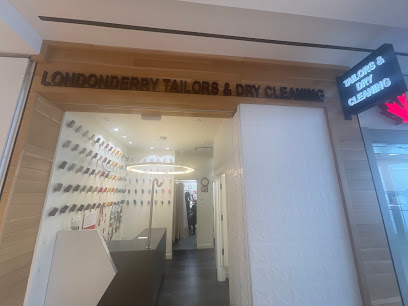 LONDONDERRY TAILORS & DRY CLEANING
TAILORS &
DRY
CLEANING